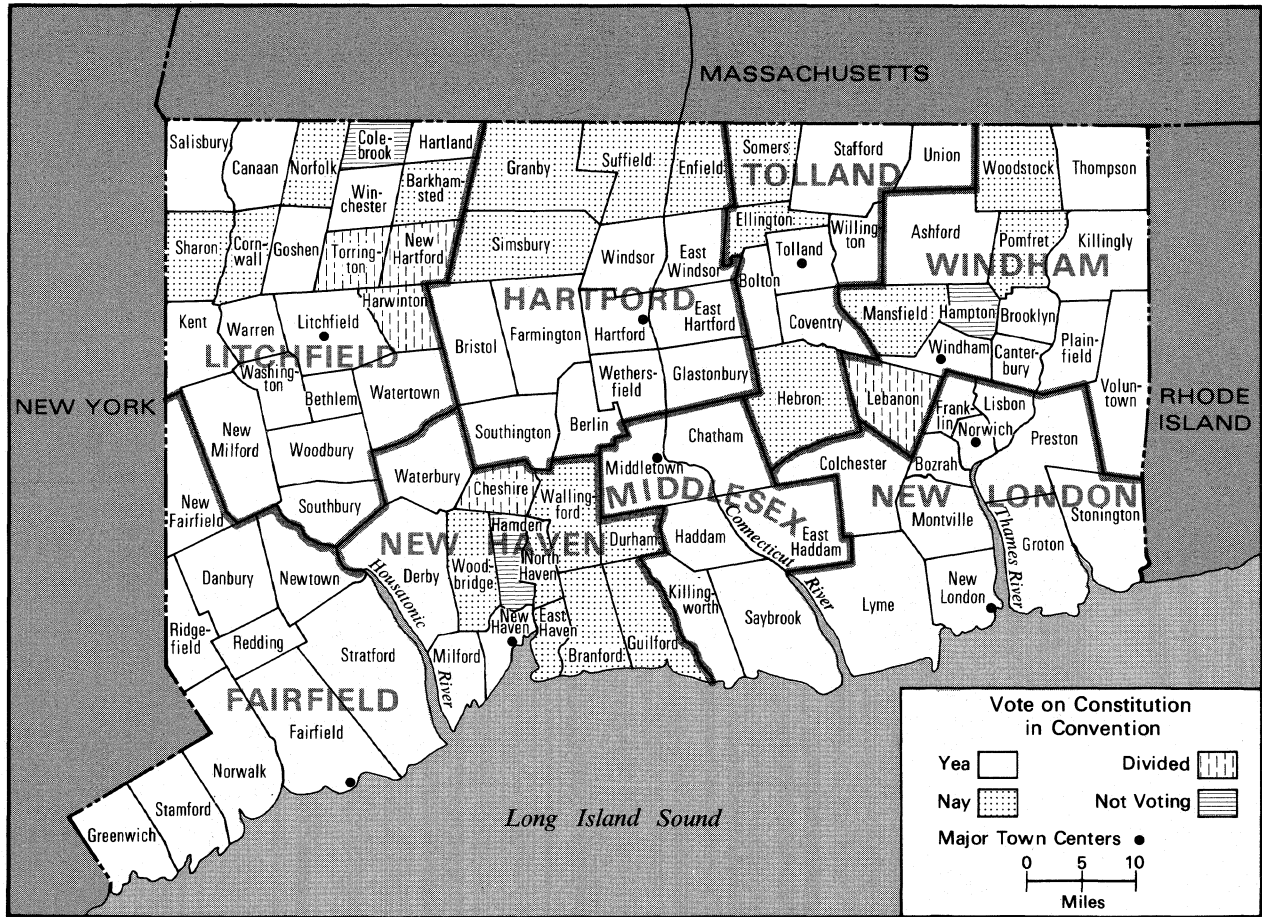 MASSACHUSETTS
Salisbury
Canaan
Norfolk
Cole-
brook
Hartland
Granby
Suffield
Enfield
Somers
Stafford
Union
Woodstock
Thompson
TOLLAND
Win-
chester
Barkham-
sted
Sharon
Corn-
wall
Goshen
Torring-
ton
New
Hartford
Simsbury
Windsor
East
Windsor
Ellington
Tolland
Willing
ton
Ashford
Pomfret
Killingly
WINDHAM
Kent
Warren
Litchfield
Harwinton
LITCHFIELD
HARTFORD
Bristol
Farmington
Hartford
East
Hartford
Bolton
Coventry
Mansfield
Hampton
Brooklyn
Windham
Canter-
bury
Plain-
field
Volun-
town
Washing-
ton
Bethlem
Watertown
Wethers-
field
Glastonbury
Hebron
Lebanon
Frank-
lin
Lisbon
Norwich
Preston
NEW YORK
RHODE
ISLAND
New
Milford
Woodbury
Southington
Berlin
Chatham
Middletown
Colchester
Bozrah
New
Fairfield
Southbury
Waterbury
Cheshire
Walling-
ford
MIDDLESEX
NEW LONDON
Montville
Stonington
Thames River
Groton
NEW HAVEN
Hamden
Durham
Haddam
East
Haddam
Connecticut
River
Danbury
Newtown
Housatonic
River
Derby
Wood-
bridge
North
Haven
Killing-
worth
Saybrook
Lyme
New
London
Ridge-
field
Redding
Stratford
Milford
New
Haven
East
Haven
Branford
Guilford
FAIRFIELD
Fairfield
Norwalk
Stamford
Greenwich
Long Island Sound
Vote on Constitution
in Convention
Yea
Divided
Nay
Not Voting
Major Town Centers
0 5 10
Miles